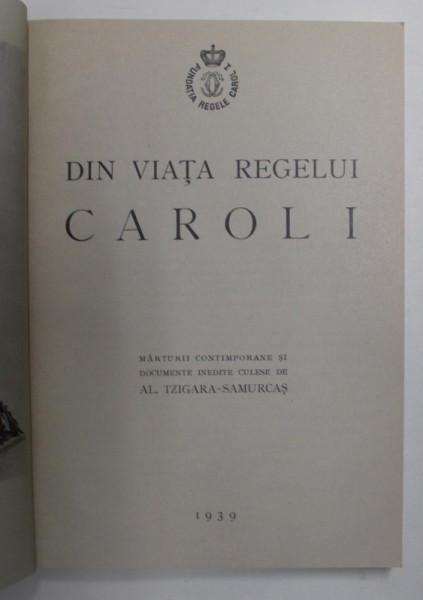 FUNDAȚIA REGELE CAROL I
DIN VIAȚA REGELUI
CAROL I
MĂRTURII CONTIMPORANE ȘI
DOCUMENTE INEDITE CULESE DE
AL. TZIGARA-SAMURCAȘ
1939